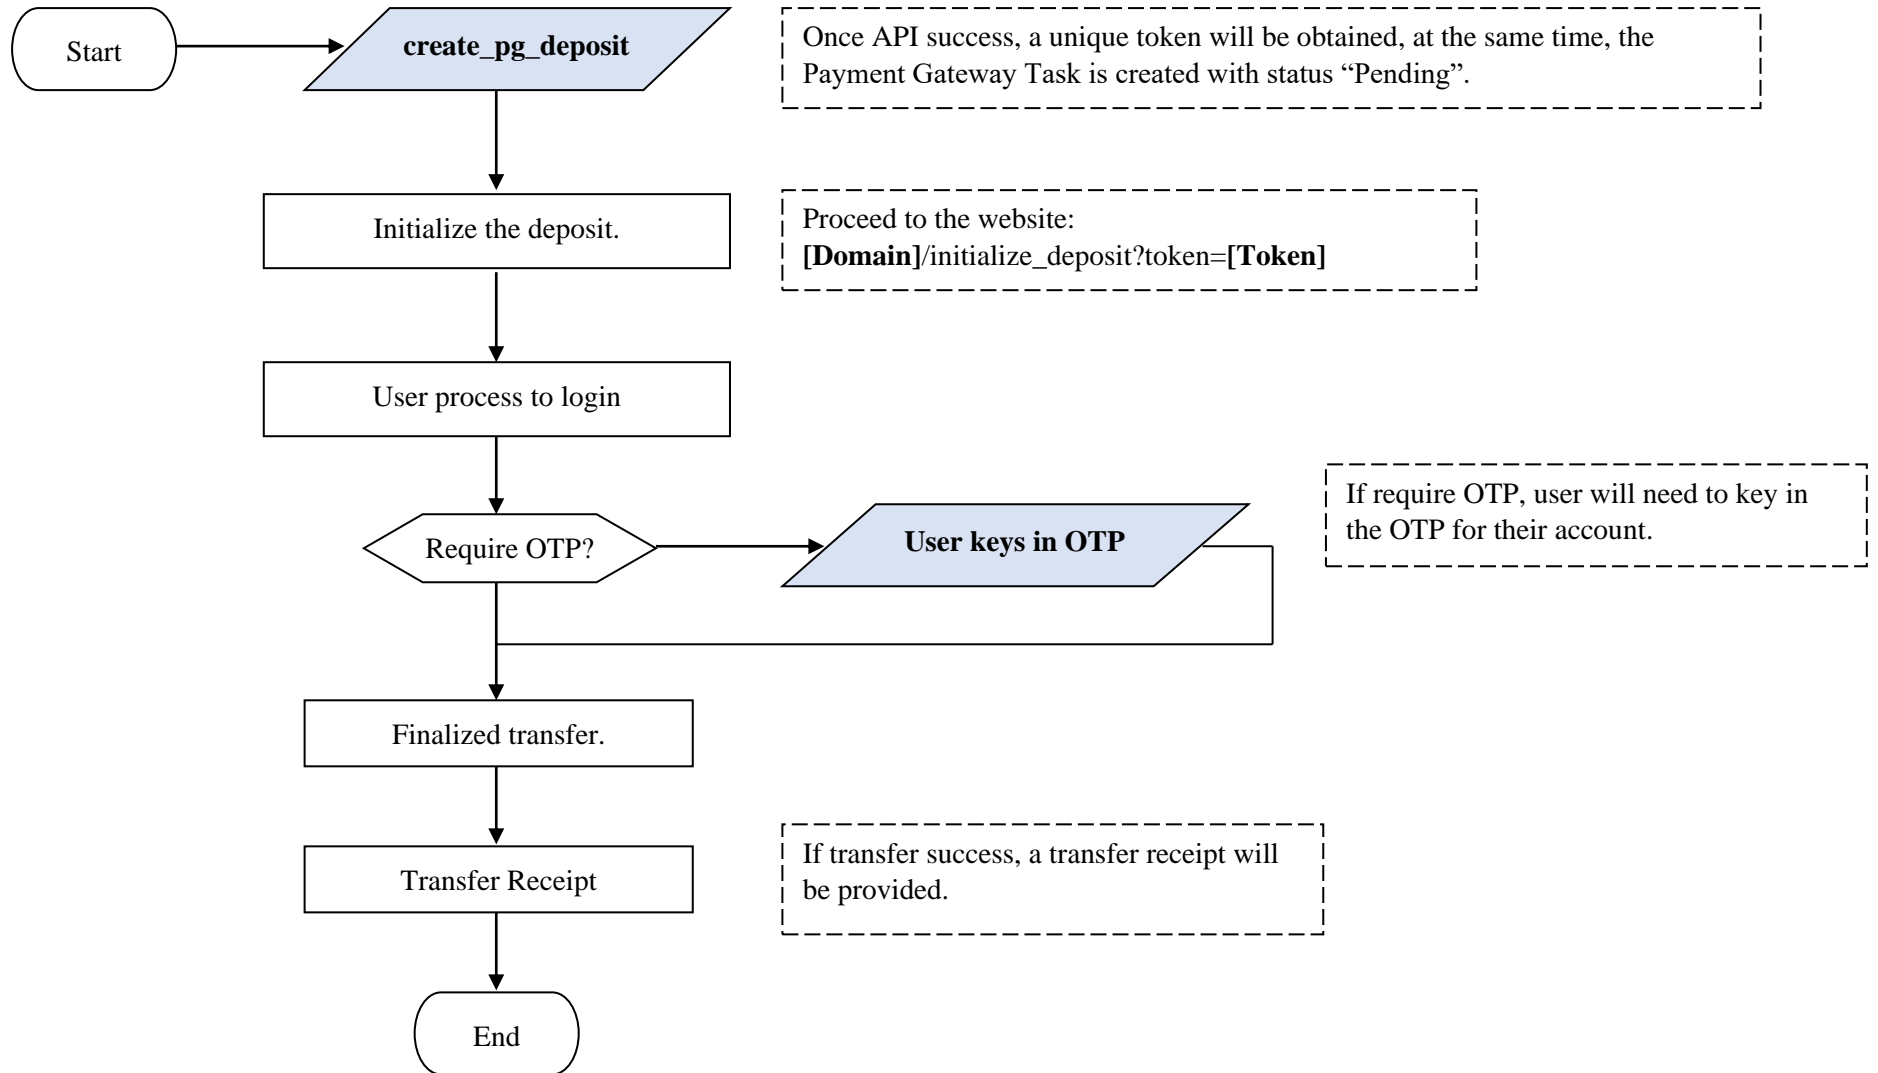 Start
create_pg_deposit
Once API success, a unique token will be obtained, at the same time, the
Payment Gateway Task is created with status “Pending”.
Initialize the deposit.
Proceed to the website:
[Domain]/initialize_deposit?token=[Token]
User process to login
Require OTP?
User keys in OTP
If require OTP, user will need to key in
the OTP for their account.
Finalized transfer.
Transfer Receipt
If transfer success, a transfer receipt will
be provided.
End